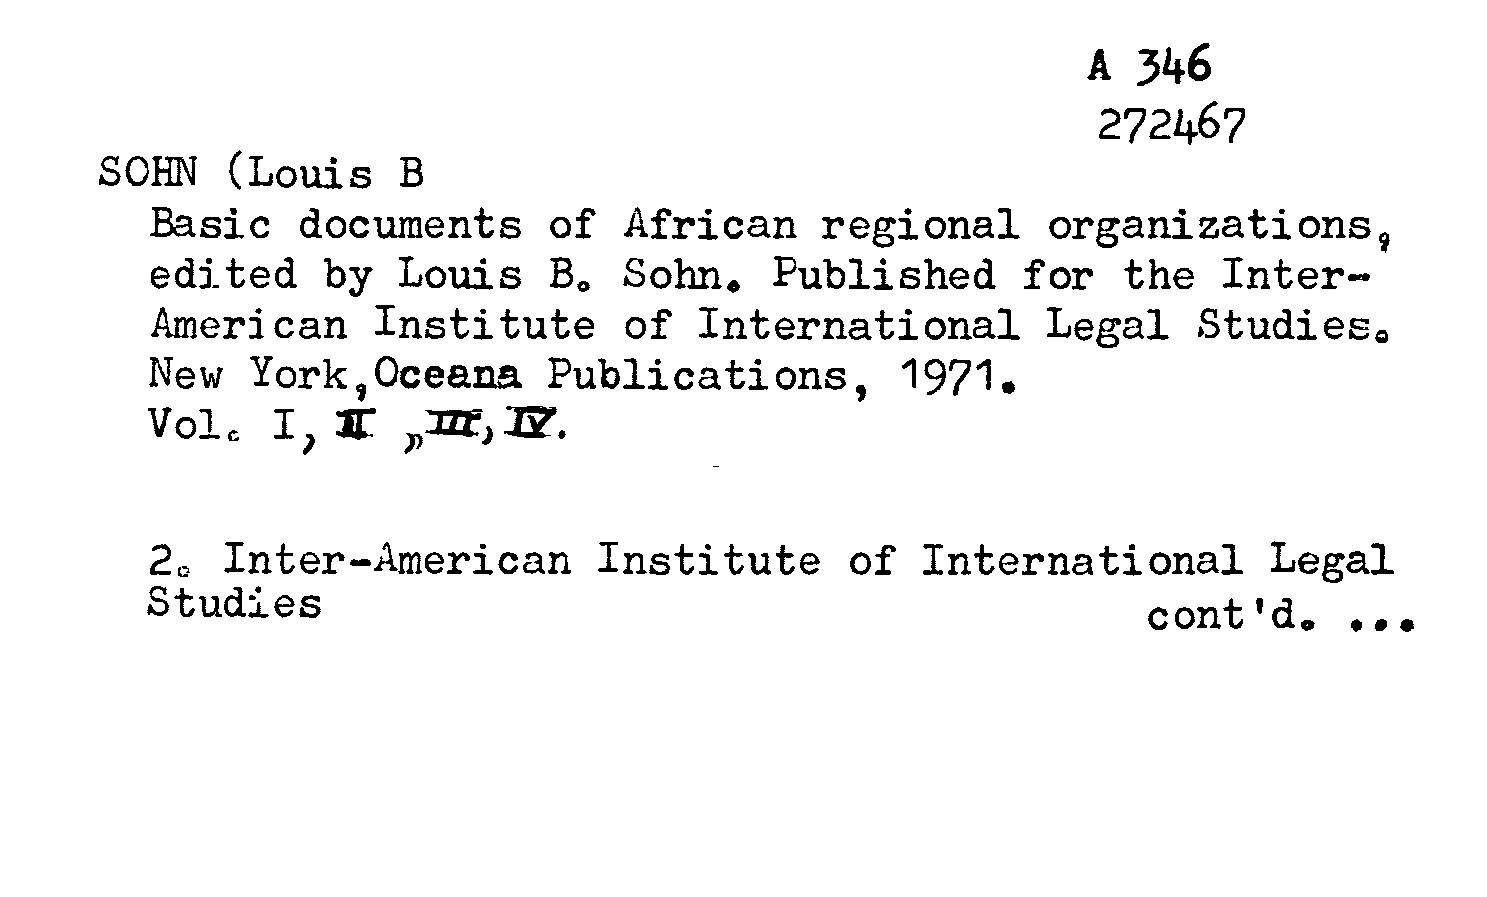 A 346
272467
SOHN (Louis B
Basic documents of African regional organizations,
edited by Louis B. Sohn. Published for the Inter-
American Institute of International Legal Studies.
New York,Oceana Publications, 1971.
Vol. I, II ,,III, IV.
2. Inter-American Institute of International Legal
Studies
cont'd. ...